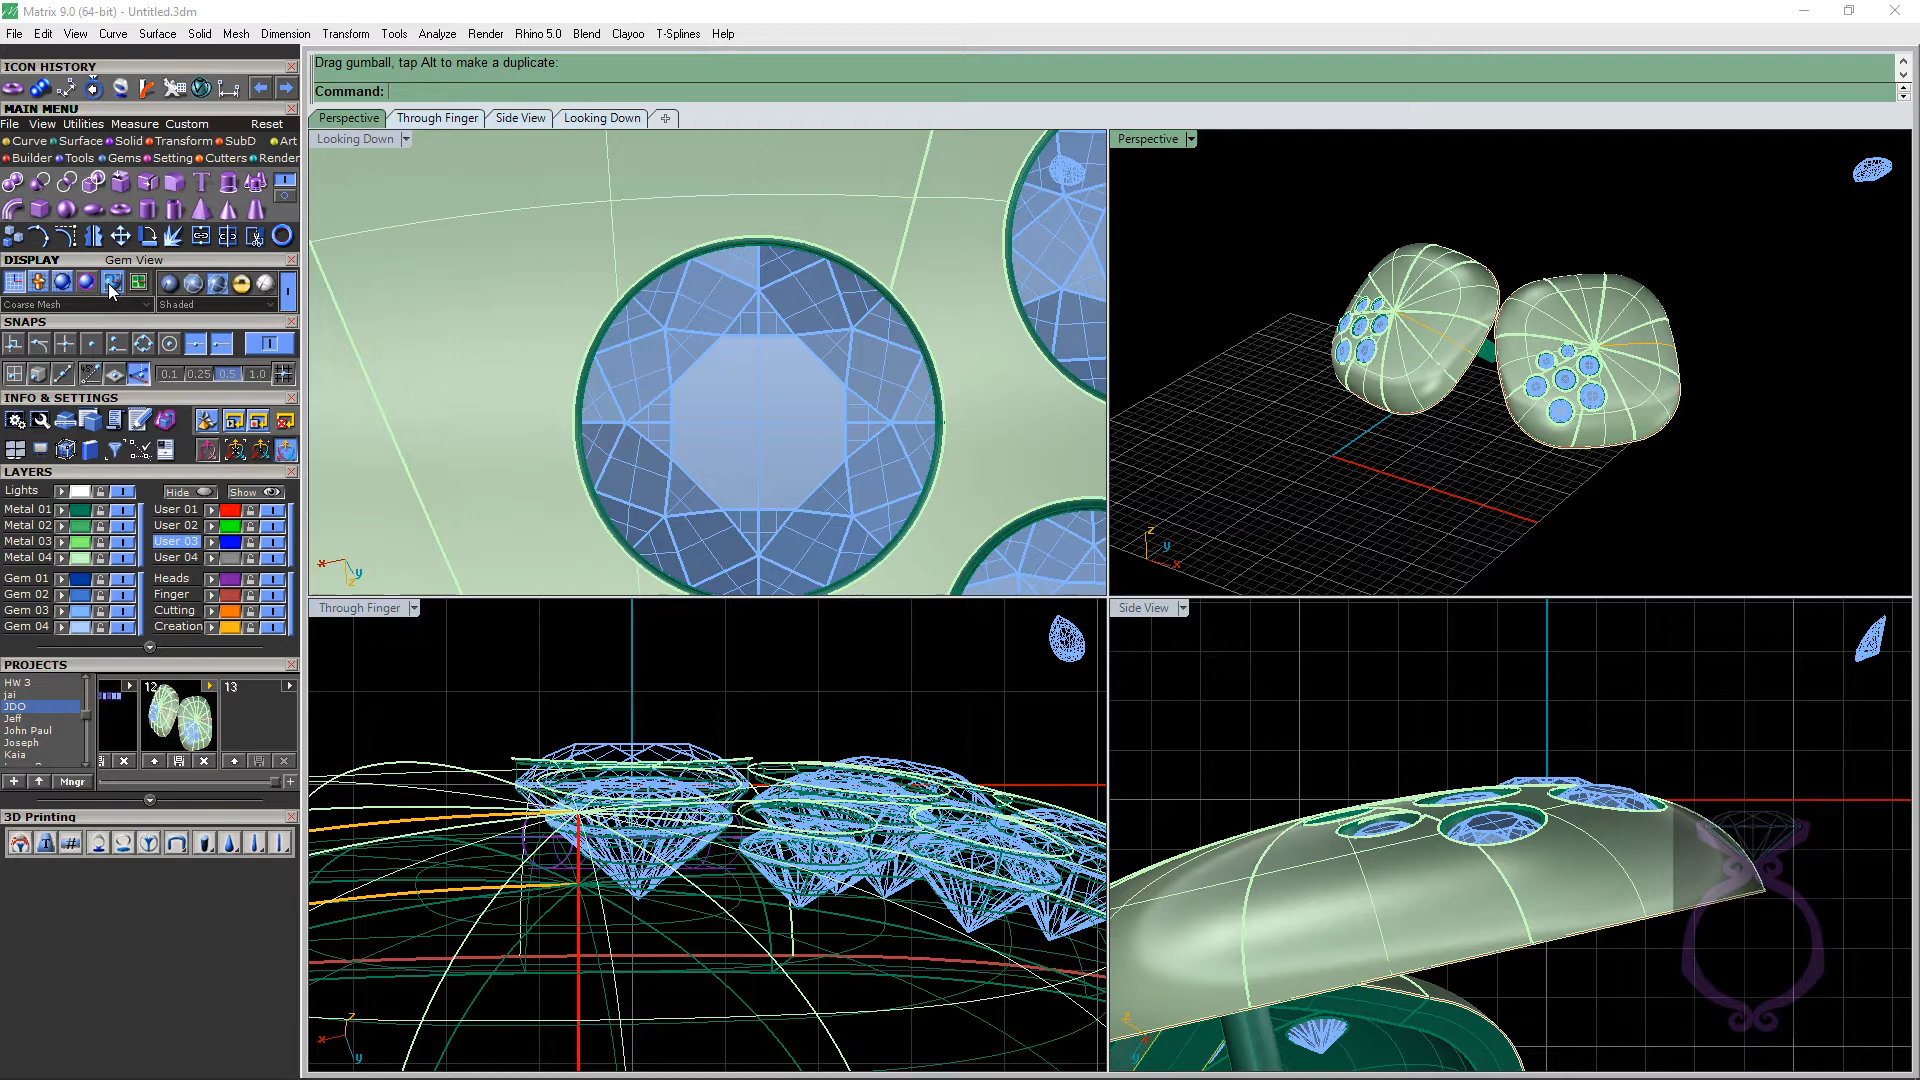 Matrix 9.0 (64-bit) - Untitled.3dm
File Edit View Curve Surface Solid Mesh Dimension Transform Tools Analyze Render Rhino 5.0 Blend Clayoo T-Splines Help
ICON HISTORY
MAIN MENU
File View Utilities Measure Custom Reset
Curve Surface Solid Transform SubD Art
Builder Tools Gems Setting Cutters Render
DISPLAY Gem View
Coarse Mesh Shaded
SNAPS
0.1 0.25 0.5 1.0
INFO & SETTINGS
LAYERS
Lights Hide Show
Metal 01 User 01
Metal 02 User 02
Metal 03 User 03
Metal 04 User 04
Gem 01 Heads
Gem 02 Finger
Gem 03 Cutting
Gem 04 Creation
PROJECTS
HW 3
jai
JDO
Jeff
John Paul
Joseph
Kaia
12 13
Mngr
3D Printing
Drag gumball, tap Alt to make a duplicate:
Command:
Perspective Through Finger Side View Looking Down
Looking Down
x y z
Perspective
z y x
Through Finger
z x y
Side View
z x y